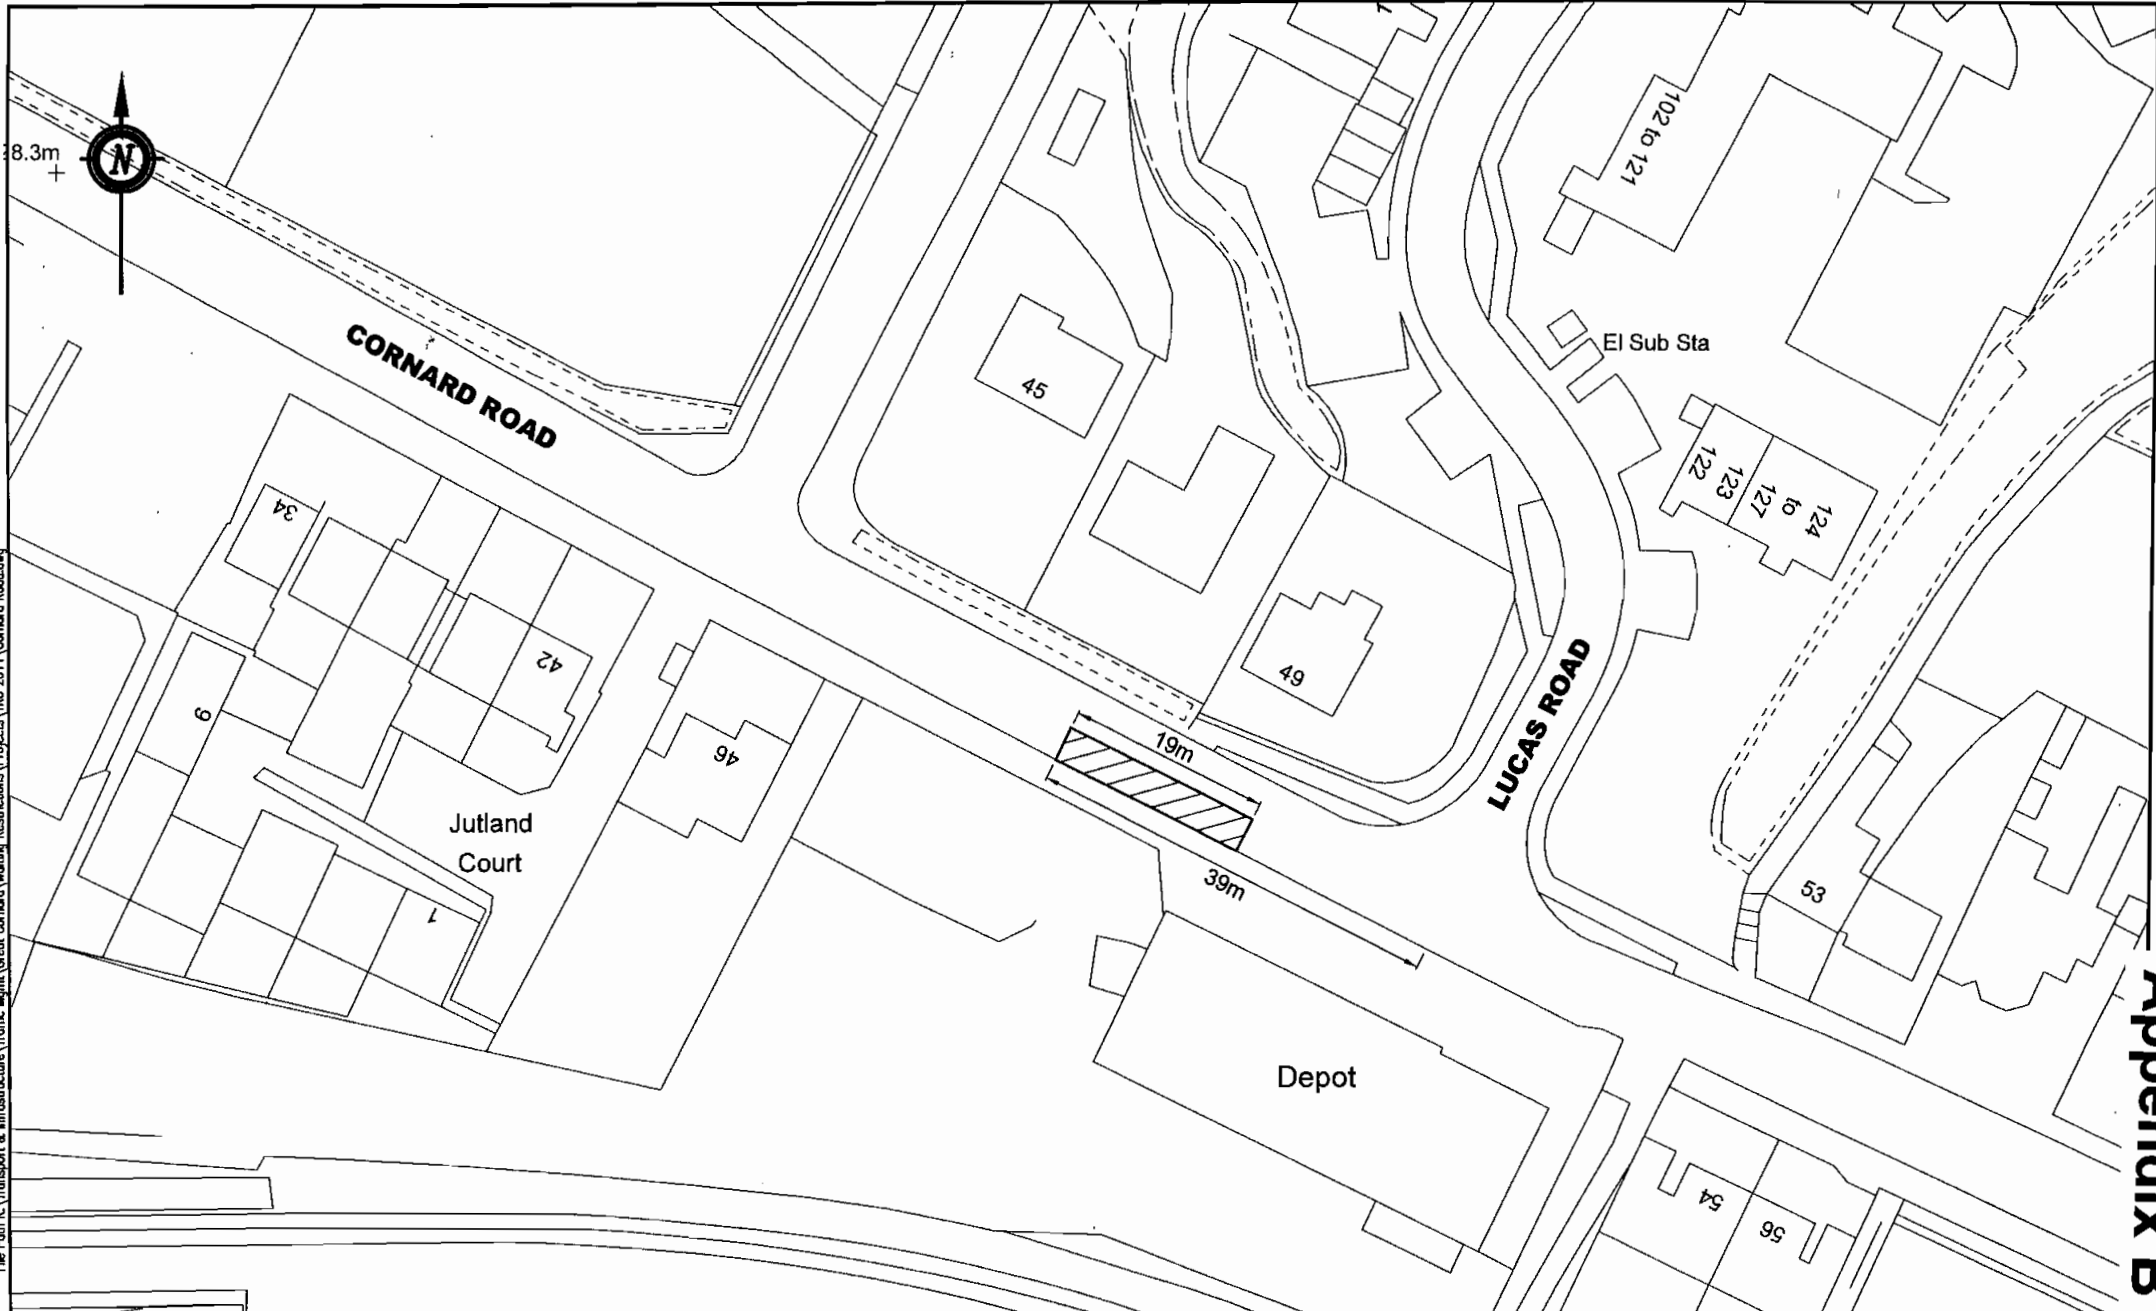 102 to 121
8.3m
N
El Sub Sta
CORNARD ROAD
45
122
123
127
to
124
34
42
49
LUCAS ROAD
9
46
19m
Jutland
Court
39m
53
1
Depot
54
56
Appendix B